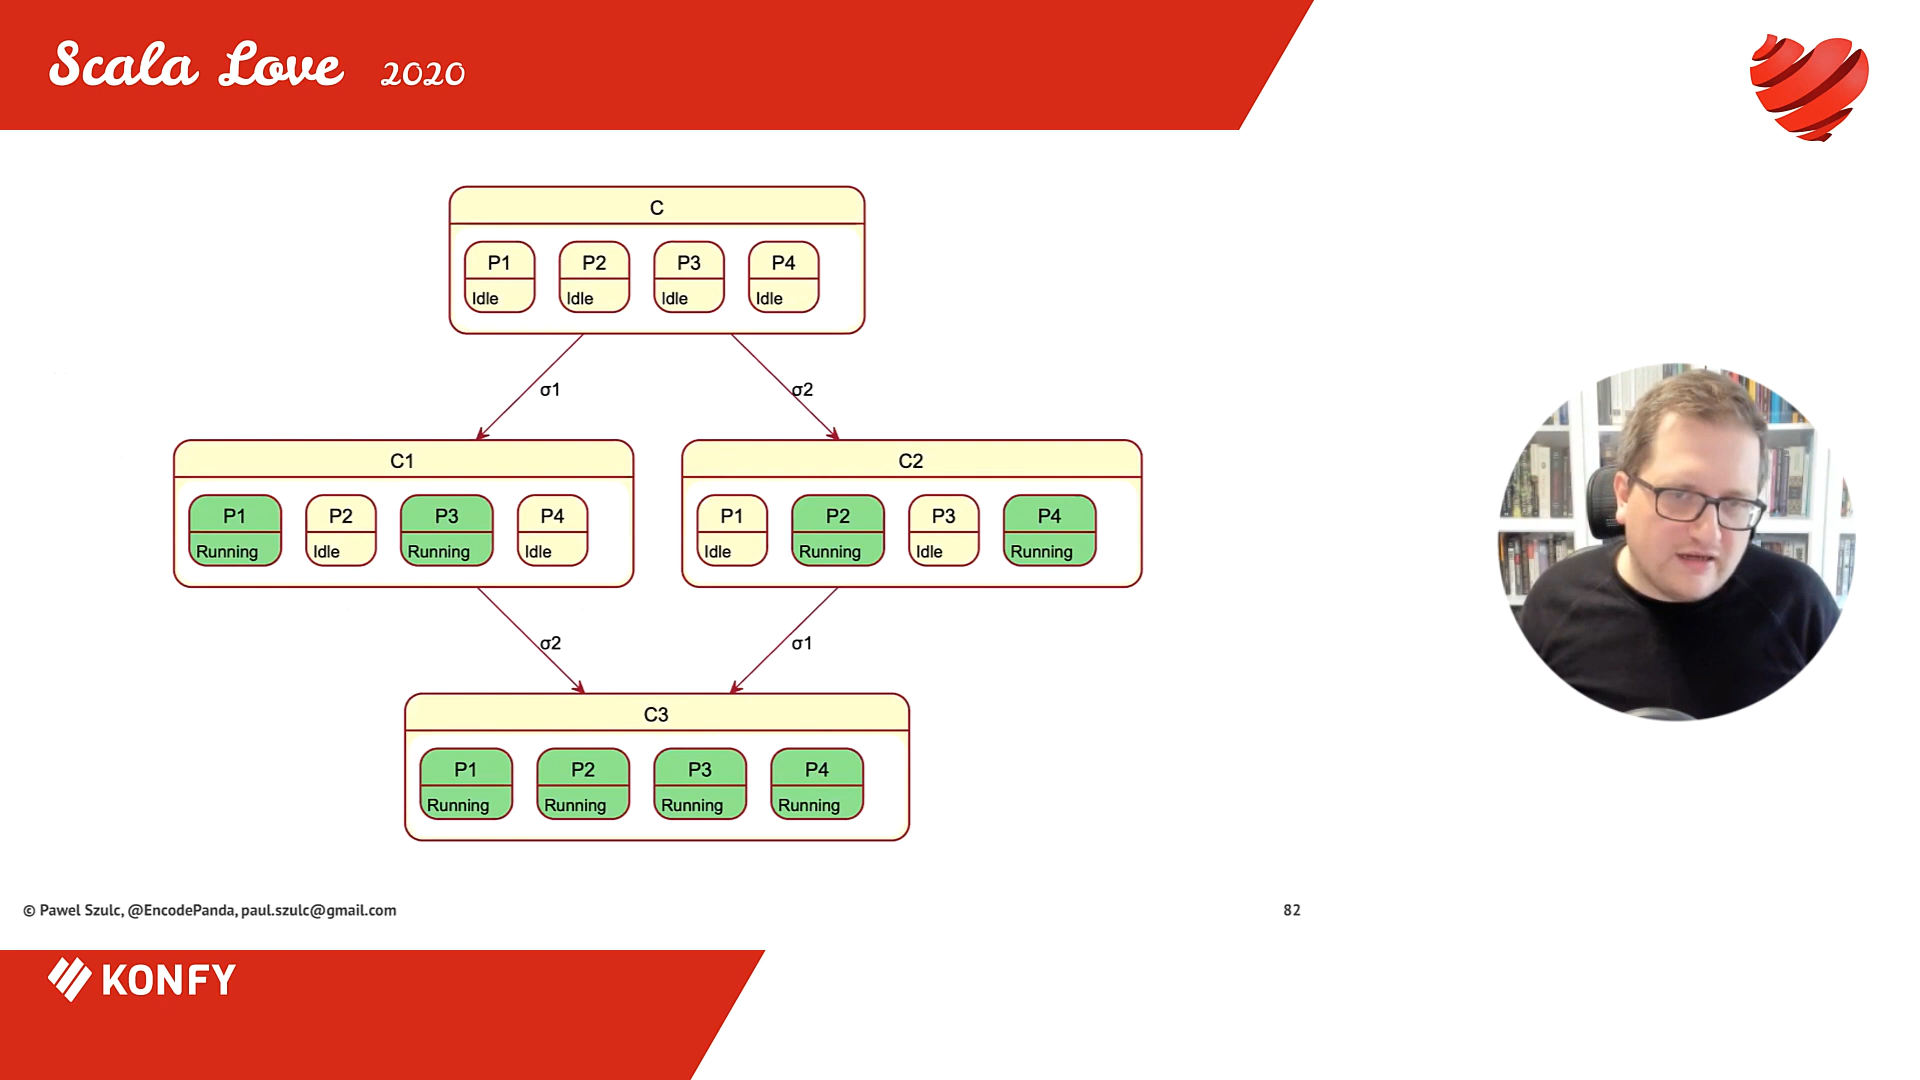 Scala Love 2020
C
P1 P2 P3 P4
Idle Idle Idle Idle
σ1 σ2
C1 C2
P1 P2 P3 P4 P1 P2 P3 P4
Running Idle Running Idle Idle Running Idle Running
σ2 σ1
C3
P1 P2 P3 P4
Running Running Running Running
© Pawel Szulc, @EncodePanda, paul.szulc@gmail.com 82
KONFY